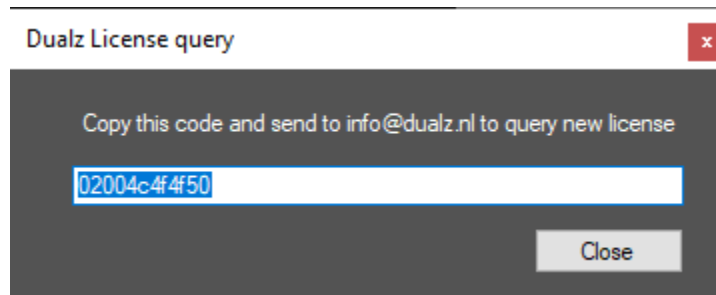 Dualz License query
x
Copy this code and send to info@dualz.nl to query new license
02004c4f4f50
Close